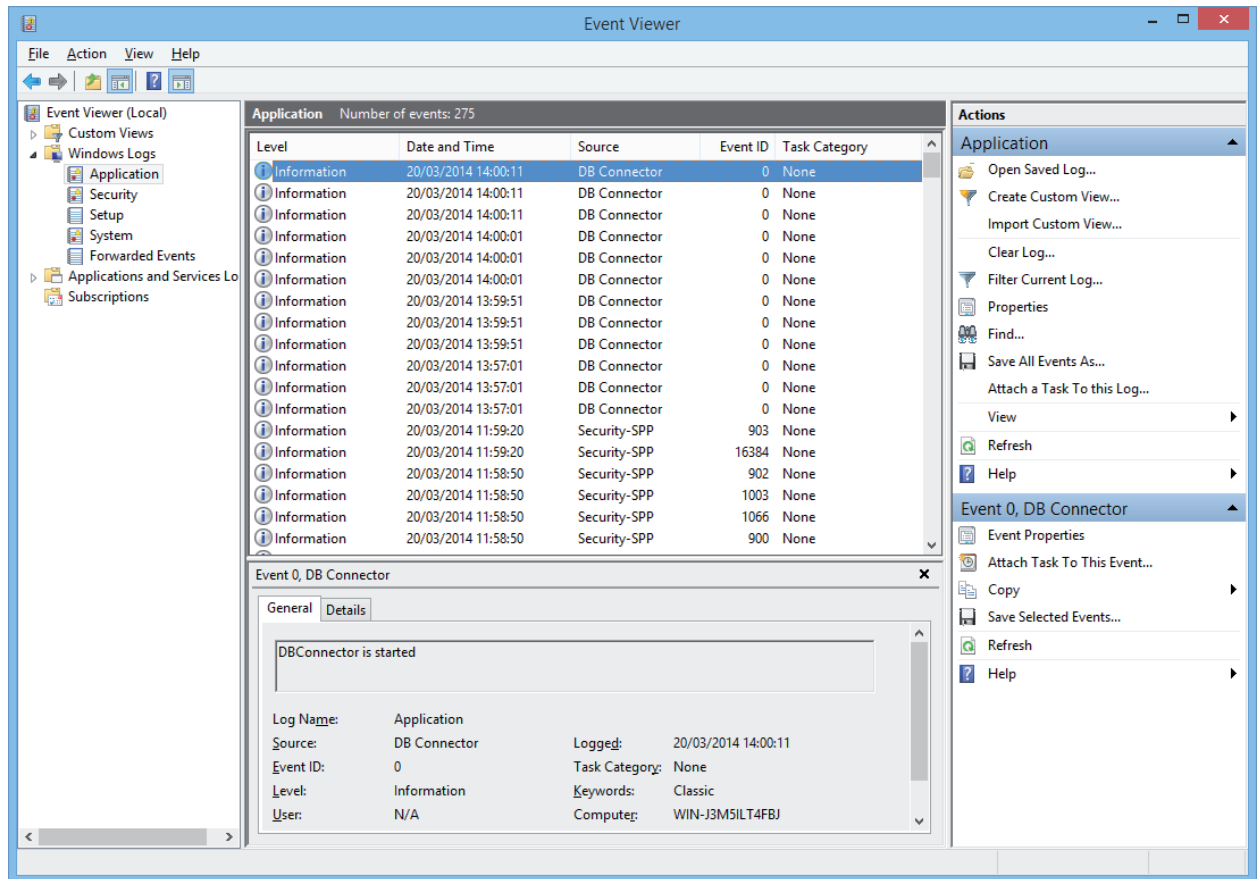 Event Viewer
File Action View Help
Event Viewer (Local)
Custom Views
Windows Logs
Application
Security
Setup
System
Forwarded Events
Applications and Services Lo
Subscriptions
Application Number of events: 275
Level Date and Time Source Event ID Task Category
Information 20/03/2014 14:00:11 DB Connector 0 None
Information 20/03/2014 14:00:11 DB Connector 0 None
Information 20/03/2014 14:00:11 DB Connector 0 None
Information 20/03/2014 14:00:01 DB Connector 0 None
Information 20/03/2014 14:00:01 DB Connector 0 None
Information 20/03/2014 14:00:01 DB Connector 0 None
Information 20/03/2014 13:59:51 DB Connector 0 None
Information 20/03/2014 13:59:51 DB Connector 0 None
Information 20/03/2014 13:59:51 DB Connector 0 None
Information 20/03/2014 13:57:01 DB Connector 0 None
Information 20/03/2014 13:57:01 DB Connector 0 None
Information 20/03/2014 13:57:01 DB Connector 0 None
Information 20/03/2014 11:59:20 Security-SPP 903 None
Information 20/03/2014 11:59:20 Security-SPP 16384 None
Information 20/03/2014 11:58:50 Security-SPP 902 None
Information 20/03/2014 11:58:50 Security-SPP 1003 None
Information 20/03/2014 11:58:50 Security-SPP 1066 None
Information 20/03/2014 11:58:50 Security-SPP 900 None
Event 0, DB Connector
General Details
DBConnector is started
Log Name: Application
Source: DB Connector Logged: 20/03/2014 14:00:11
Event ID: 0 Task Category: None
Level: Information Keywords: Classic
User: N/A Computer: WIN-J3M5ILT4FBJ
Actions
Application
Open Saved Log...
Create Custom View...
Import Custom View...
Clear Log...
Filter Current Log...
Properties
Find...
Save All Events As...
Attach a Task To this Log...
View
Refresh
Help
Event 0, DB Connector
Event Properties
Attach Task To This Event...
Copy
Save Selected Events...
Refresh
Help